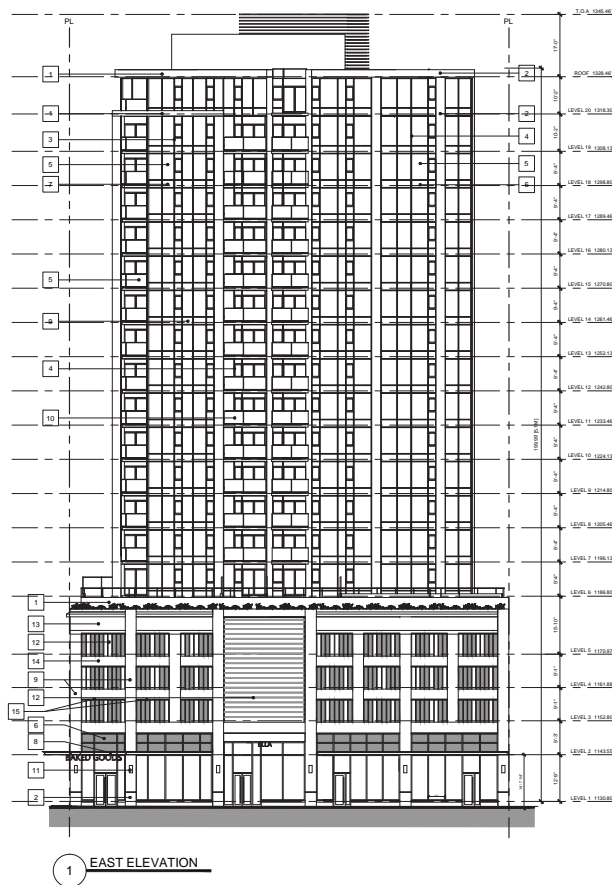 PL
PL
T.O.A 1345.46'
17'-0"
1
2
ROOF 1328.46'
10'-2"
1
2
LEVEL 20 1318.30
10'-2"
3
4
LEVEL 19 1308.13
9'-4"
5
5
7
6
LEVEL 18 1298.80
9'-4"
LEVEL 17 1289.46
9'-4"
LEVEL 16 1280.13
9'-4"
5
LEVEL 15 1270.80
9'-4"
9
LEVEL 14 1261.46
9'-4"
LEVEL 13 1252.13
4
9'-4"
LEVEL 12 1242.80
9'-4"
10
LEVEL 11 1233.46
9'-4"
LEVEL 10 1224.13
9'-4"
LEVEL 9 1214.80
9'-4"
LEVEL 8 1205.46
9'-4"
LEVEL 7 1196.13
9'-4"
LEVEL 6 1186.80
1
13
15'-10"
12
LEVEL 5 1170.97
14
9'-1"
9
LEVEL 4 1161.88
12
9'-1"
15
LEVEL 3 1152.80
6
9'-3"
8
ELLA
LEVEL 2 1143.55
BAKED GOODS
11
12'-9"
2
LEVEL 1 1130.80
1 EAST ELEVATION